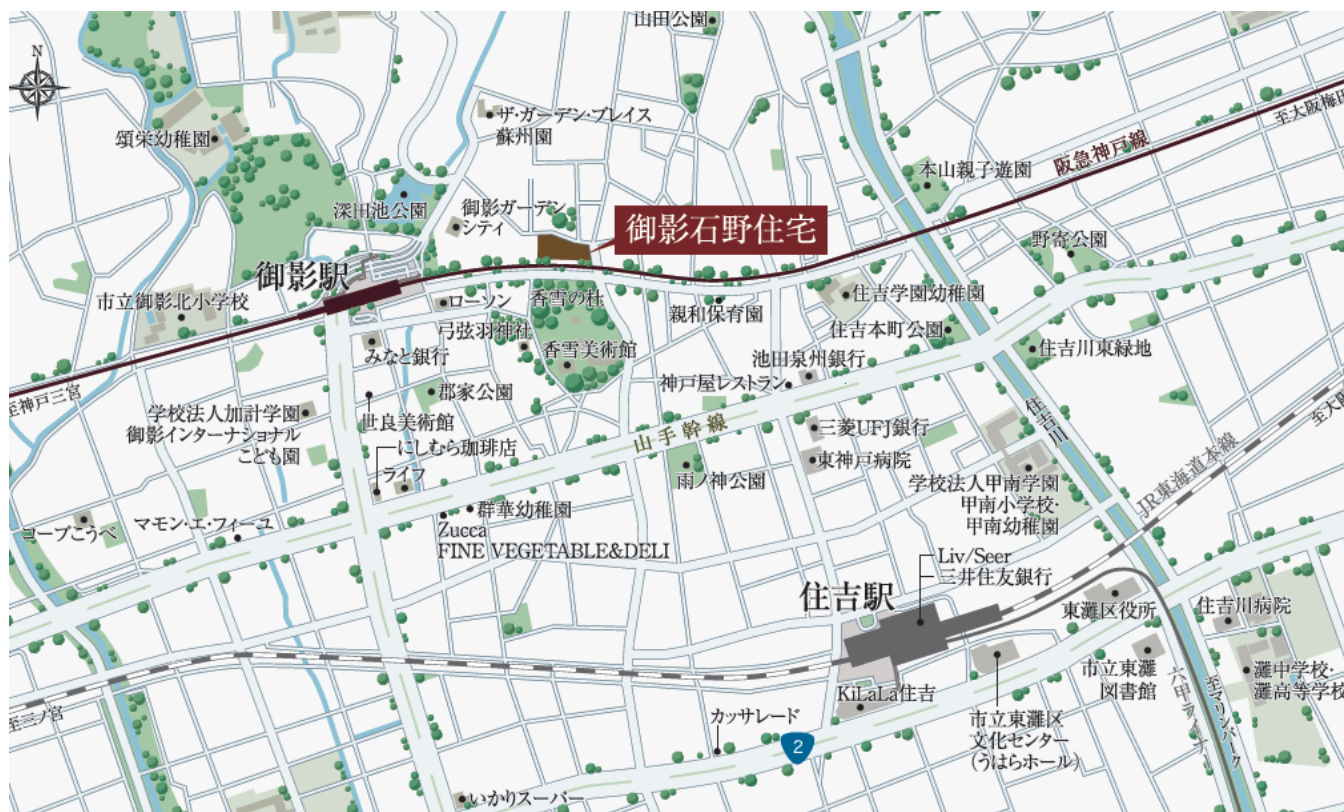 山田公園
N
ザ・ガーデン・プレイス
蘇州園
頌栄幼稚園
至大阪梅田
阪急神戸線
本山親子遊園
深田池公園
御影ガーデン
シティ
御影石野住宅
野寄公園
御影駅
市立御影北小学校
ローソン
香雪の杜
親和保育園
住吉学園幼稚園
弓弦羽神社
住吉本町公園
みなと銀行
香雪美術館
池田泉州銀行
住吉川東緑地
神戸屋レストラン
郡家公園
至神戸三宮
学校法人加計学園
御影インターナショナル
こども園
世良美術館
山手幹線
三菱UFJ銀行
住吉川
至大阪
にしむら珈琲店
ライフ
東神戸病院
雨ノ神公園
学校法人甲南学園
甲南小学校・
甲南幼稚園
JR東海道本線
コープこうべ
マモン・エ・フィーユ
群華幼稚園
Zucca
FINE VEGETABLE&DELI
Liv/Seer
三井住友銀行
住吉駅
東灘区役所
住吉川病院
市立東灘
図書館
灘中学校・
灘高等学校
KiLaLa住吉
至三ノ宮
カッサレード
2
市立東灘区
文化センター
(うはらホール)
六甲ライナー
至マリンパーク
いかりスーパー